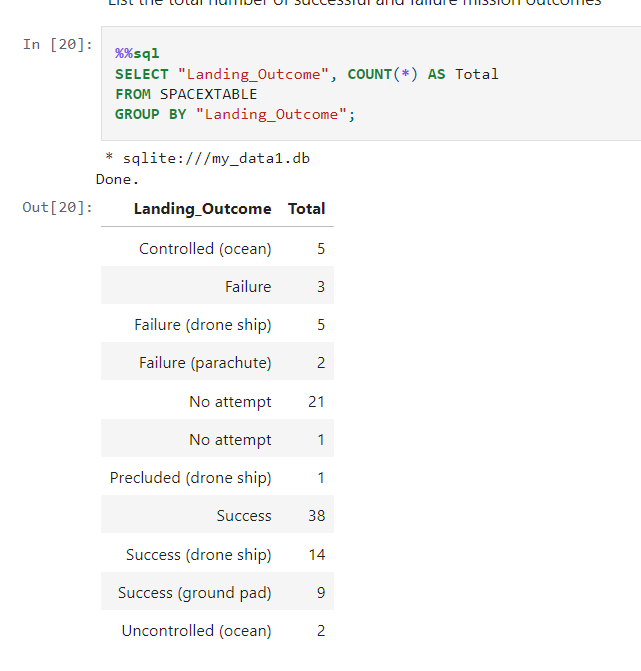 List the total number of successful and failure mission outcomes
In [20]:
%%sql
SELECT "Landing_Outcome", COUNT(*) AS Total
FROM SPACEXTABLE
GROUP BY "Landing_Outcome";
* sqlite:///my_data1.db
Done.
Out[20]:
Landing_Outcome Total
Controlled (ocean) 5
Failure 3
Failure (drone ship) 5
Failure (parachute) 2
No attempt 21
No attempt 1
Precluded (drone ship) 1
Success 38
Success (drone ship) 14
Success (ground pad) 9
Uncontrolled (ocean) 2